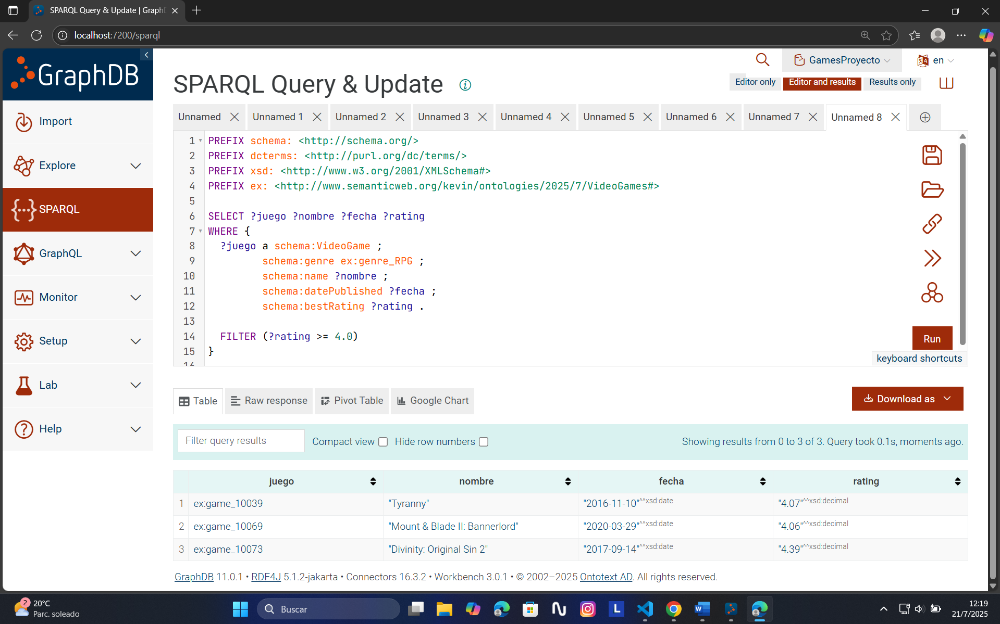 SPARQL Query & Update | Graph
localhost:7200/sparql
GraphDB
GamesProyecto
en
SPARQL Query & Update
Editor only
Editor and results
Results only
Import
Explore
SPARQL
GraphQL
Monitor
Setup
Lab
Help
Unnamed
Unnamed 1
Unnamed 2
Unnamed 3
Unnamed 4
Unnamed 5
Unnamed 6
Unnamed 7
Unnamed 8
1 PREFIX schema: <http://schema.org/>
2 PREFIX dcterms: <http://purl.org/dc/terms/>
3 PREFIX xsd: <http://www.w3.org/2001/XMLSchema#>
4 PREFIX ex: <http://www.semanticweb.org/kevin/ontologies/2025/7/VideoGames#>
5
6 SELECT ?juego ?nombre ?fecha ?rating
7 WHERE {
8 ?juego a schema:VideoGame ;
9 schema:genre ex:genre_RPG ;
10 schema:name ?nombre ;
11 schema:datePublished ?fecha ;
12 schema:bestRating ?rating .
13
14 FILTER (?rating >= 4.0)
15 }
16
Run
keyboard shortcuts
Table
Raw response
Pivot Table
Google Chart
Download as
Filter query results
Compact view
Hide row numbers
Showing results from 0 to 3 of 3. Query took 0.1s, moments ago.
juego nombre fecha rating
1 ex:game_10039 "Tyranny" "2016-11-10"^^xsd:date "4.07"^^xsd:decimal
2 ex:game_10069 "Mount & Blade II: Bannerlord" "2020-03-29"^^xsd:date "4.06"^^xsd:decimal
3 ex:game_10073 "Divinity: Original Sin 2" "2017-09-14"^^xsd:date "4.39"^^xsd:decimal
GraphDB 11.0.1 • RDF4J 5.1.2-jakarta • Connectors 16.3.2 • Workbench 3.0.1 • © 2002–2025 Ontotext AD. All rights reserved.
2
20°C
Parc. soleado
Buscar
L
12:19
21/7/2025